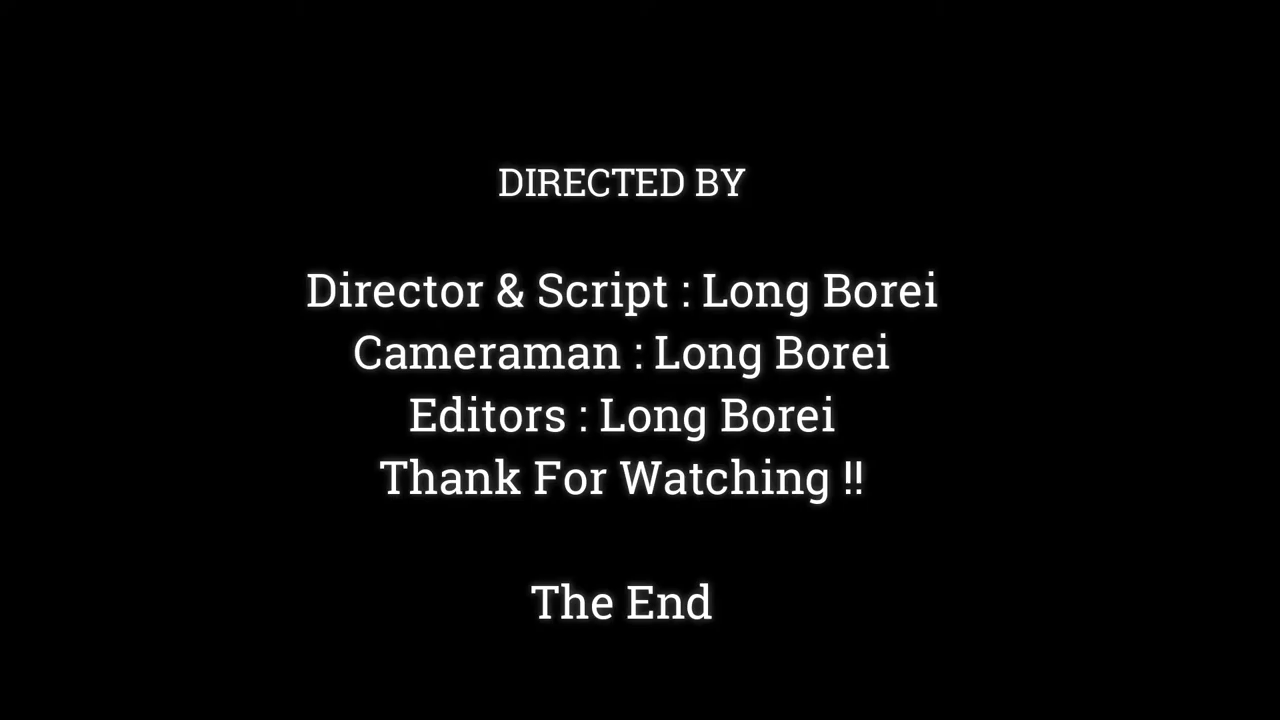 DIRECTED BY
Director & Script : Long Borei
Cameraman : Long Borei
Editors : Long Borei
Thank For Watching !!
The End